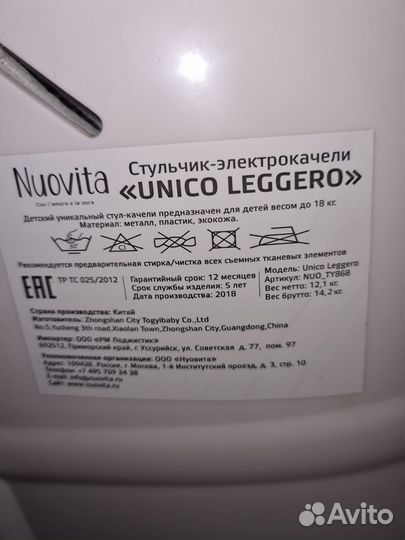 Nuovita
Con l'amore a la cura
Стульчик-электрокачели
«UNICO LEGGERO»
Детский уникальный стул-качели предназначен для детей весом до 18 кг.
Материал: металл, пластик, экокожа.
30°
CL
Рекомендуется предварительная стирка/чистка всех съемных тканевых элементов
EAC
ТР ТС 025/2012
Гарантийный срок: 12 месяцев
Срок службы изделия: 5 лет
Дата производства: 2018
Модель: Unico Leggero
Артикул: NUO_TY868
Вес нетто: 12,1 кг.
Вес брутто: 14,2 кг.
Страна производства: Китай
Изготовитель: Zhongshan City Togyibaby Co.,Ltd
No.5,Yucheng 3th road,Xiaolan Town,Zhongshan City,Guangdong,China
Импортер: ООО «РМ Лоджистик»
692512, Приморский край, г. Уссурийск, ул. Советская д. 77, пом. 97
Уполномоченная организация: ООО «Нуовита»
Адрес: 109428. Россия, г. Москва, 1-й Институтский проезд, д. 3, стр. 10
Телефон: +7 495 709 34 38
E-mail: info@nuovita.ru
Сайт: www.nuovita.ru
Avito